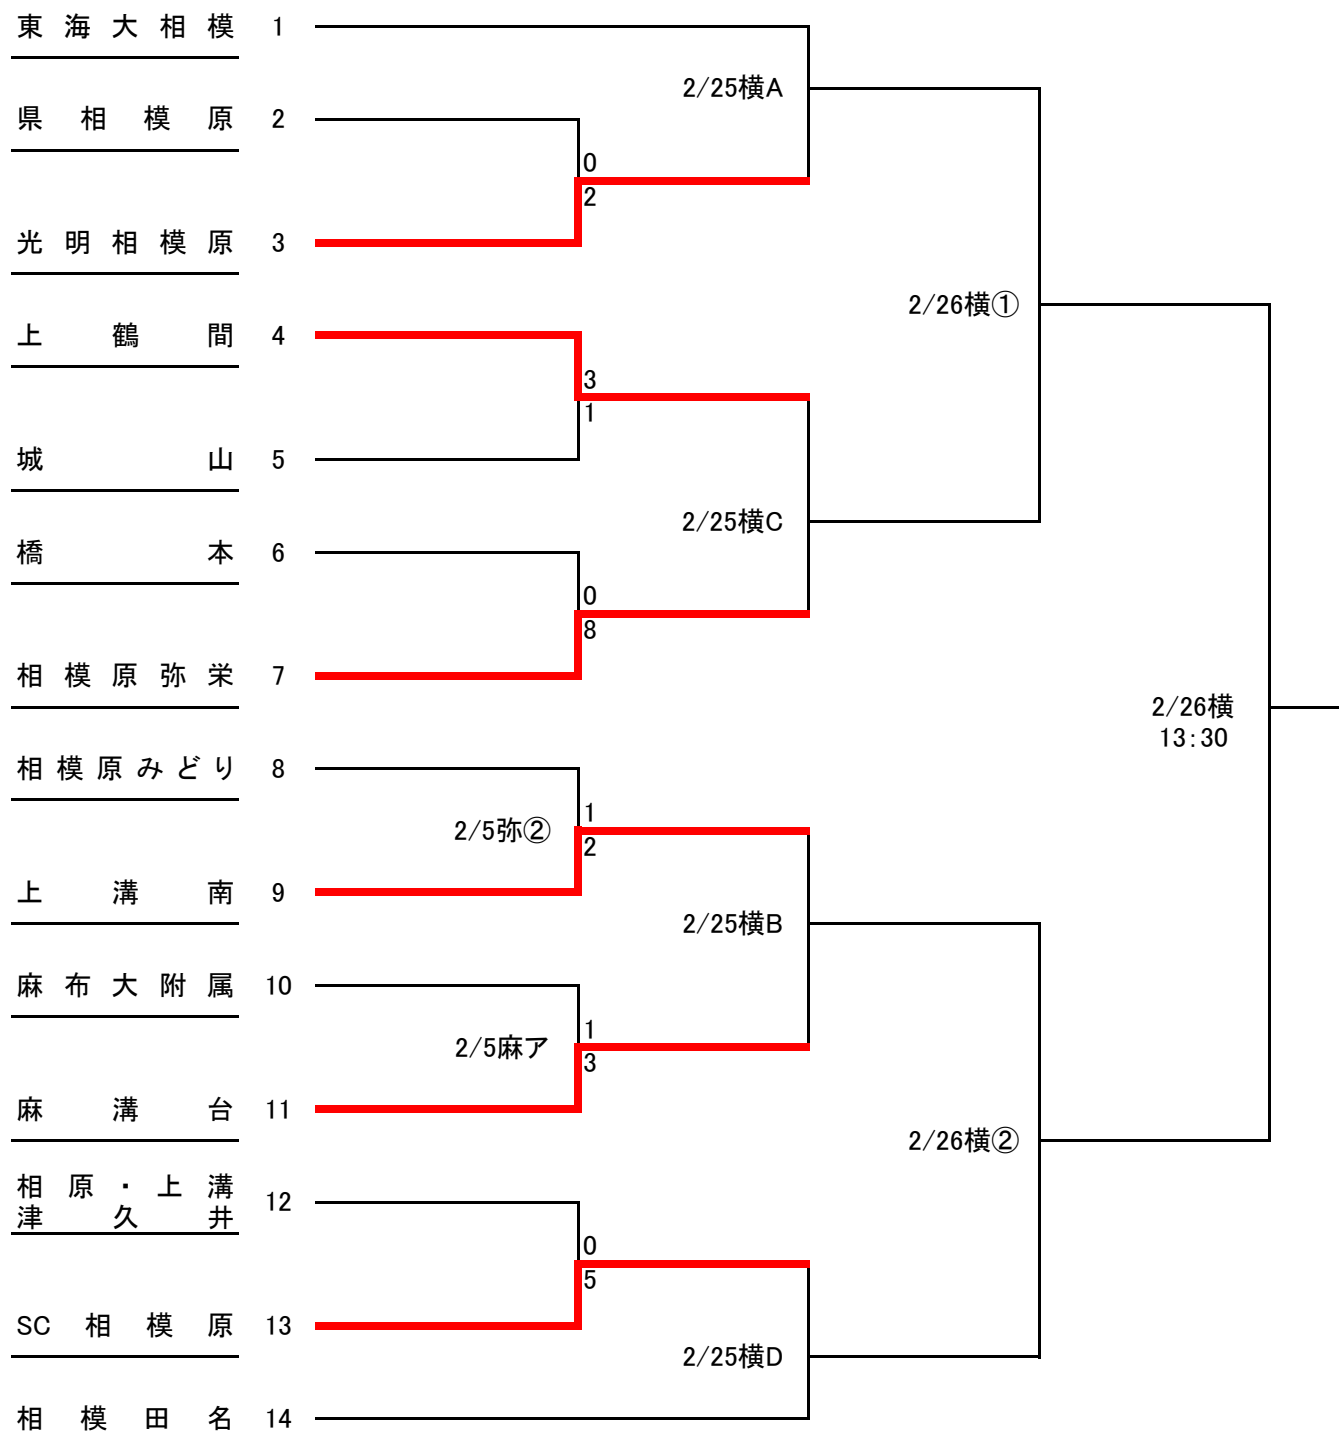 東海大相模 1
2/25横A
県相模原 2
0
2
光明相模原 3
2/26横①
上鶴間 4
3
1
城山 5
2/25横C
橋本 6
0
8
相模原弥栄 7
2/26横
13:30
相模原みどり 8
1
2/5弥②
2
上溝南 9
2/25横B
麻布大附属 10
1
2/5麻ア
3
麻溝台 11
2/26横②
相原・上溝
津久井 12
0
5
SC相模原 13
2/25横D
相模田名 14